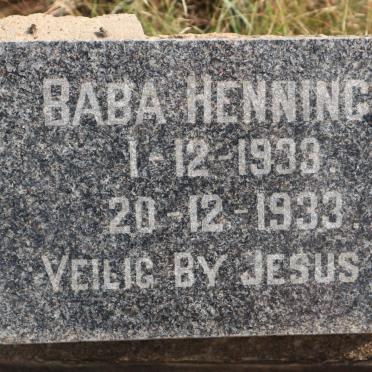 BABA HENNING
1-12-1933.
20-12-1933.
VEILIG BY JESUS